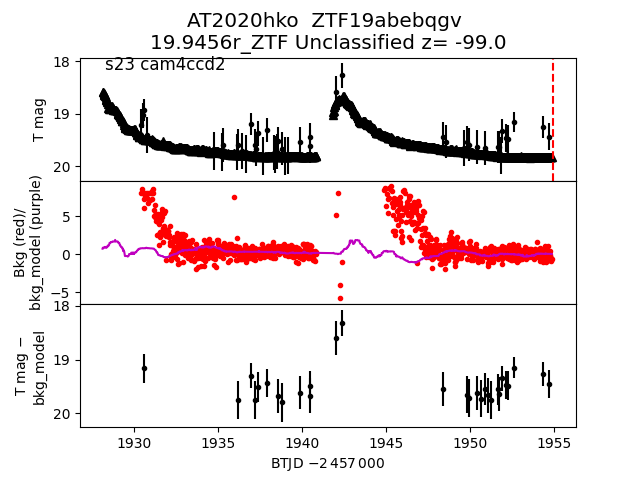 AT2020hko  ZTF19abebqgv
19.9456r_ZTF Unclassified z= -99.0
s23 cam4ccd2
T mag
18
19
20
Bkg (red)/
bkg_model (purple)
5
0
−5
T mag −
bkg_model
18
19
20
1930
1935
1940
1945
1950
1955
BTJD −2 457 000